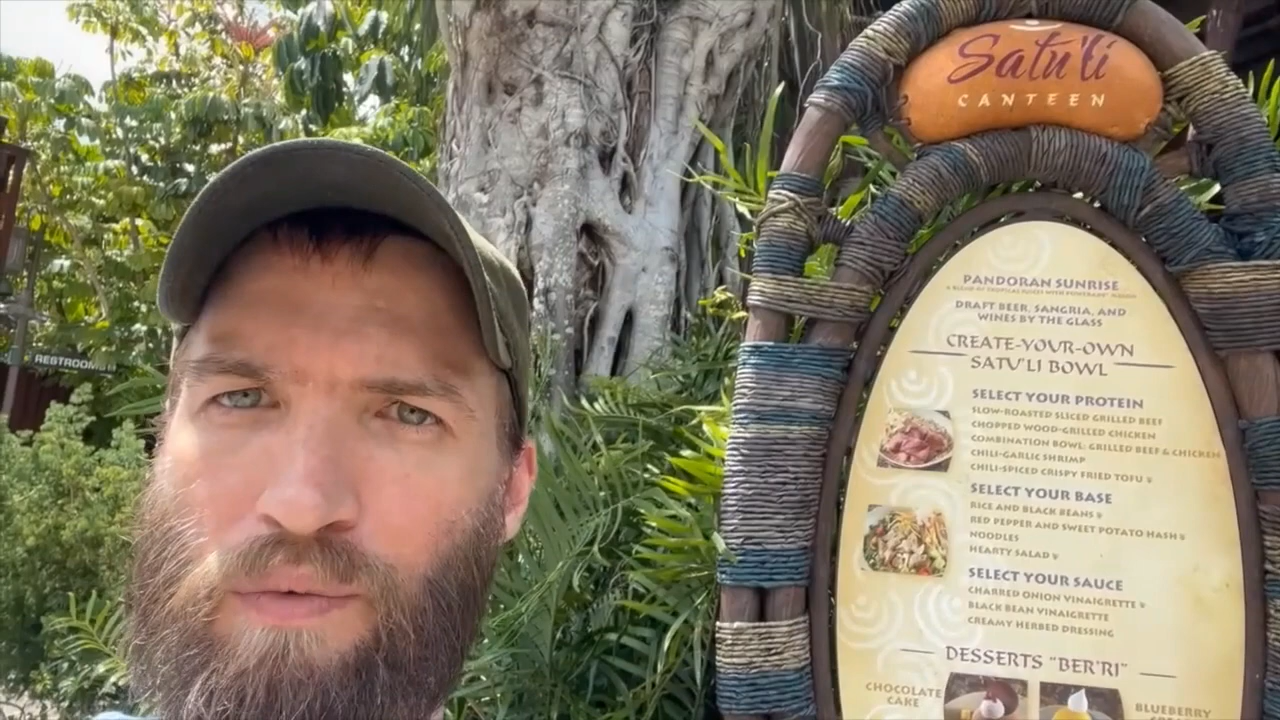 Satu'li
CANTEEN
RESTROOMS
PANDORAN SUNRISE
DRAFT BEER, SANGRIA, AND
WINES BY THE GLASS
CREATE-YOUR-OWN
SATU'LI BOWL
SELECT YOUR PROTEIN
SLOW-ROASTED SLICED GRILLED BEEF
CHOPPED WOOD-GRILLED CHICKEN
COMBINATION BOWL: GRILLED BEEF & CHICKEN
CHILI-GARLIC SHRIMP
CHILI-SPICED CRISPY FRIED TOFU
SELECT YOUR BASE
RICE AND BLACK BEANS
RED PEPPER AND SWEET POTATO HASH
NOODLES
HEARTY SALAD
SELECT YOUR SAUCE
CHARRED ONION VINAIGRETTE
BLACK BEAN VINAIGRETTE
CREAMY HERBED DRESSING
DESSERTS "BER'RI"
CHOCOLATE
CAKE
BLUEBERRY